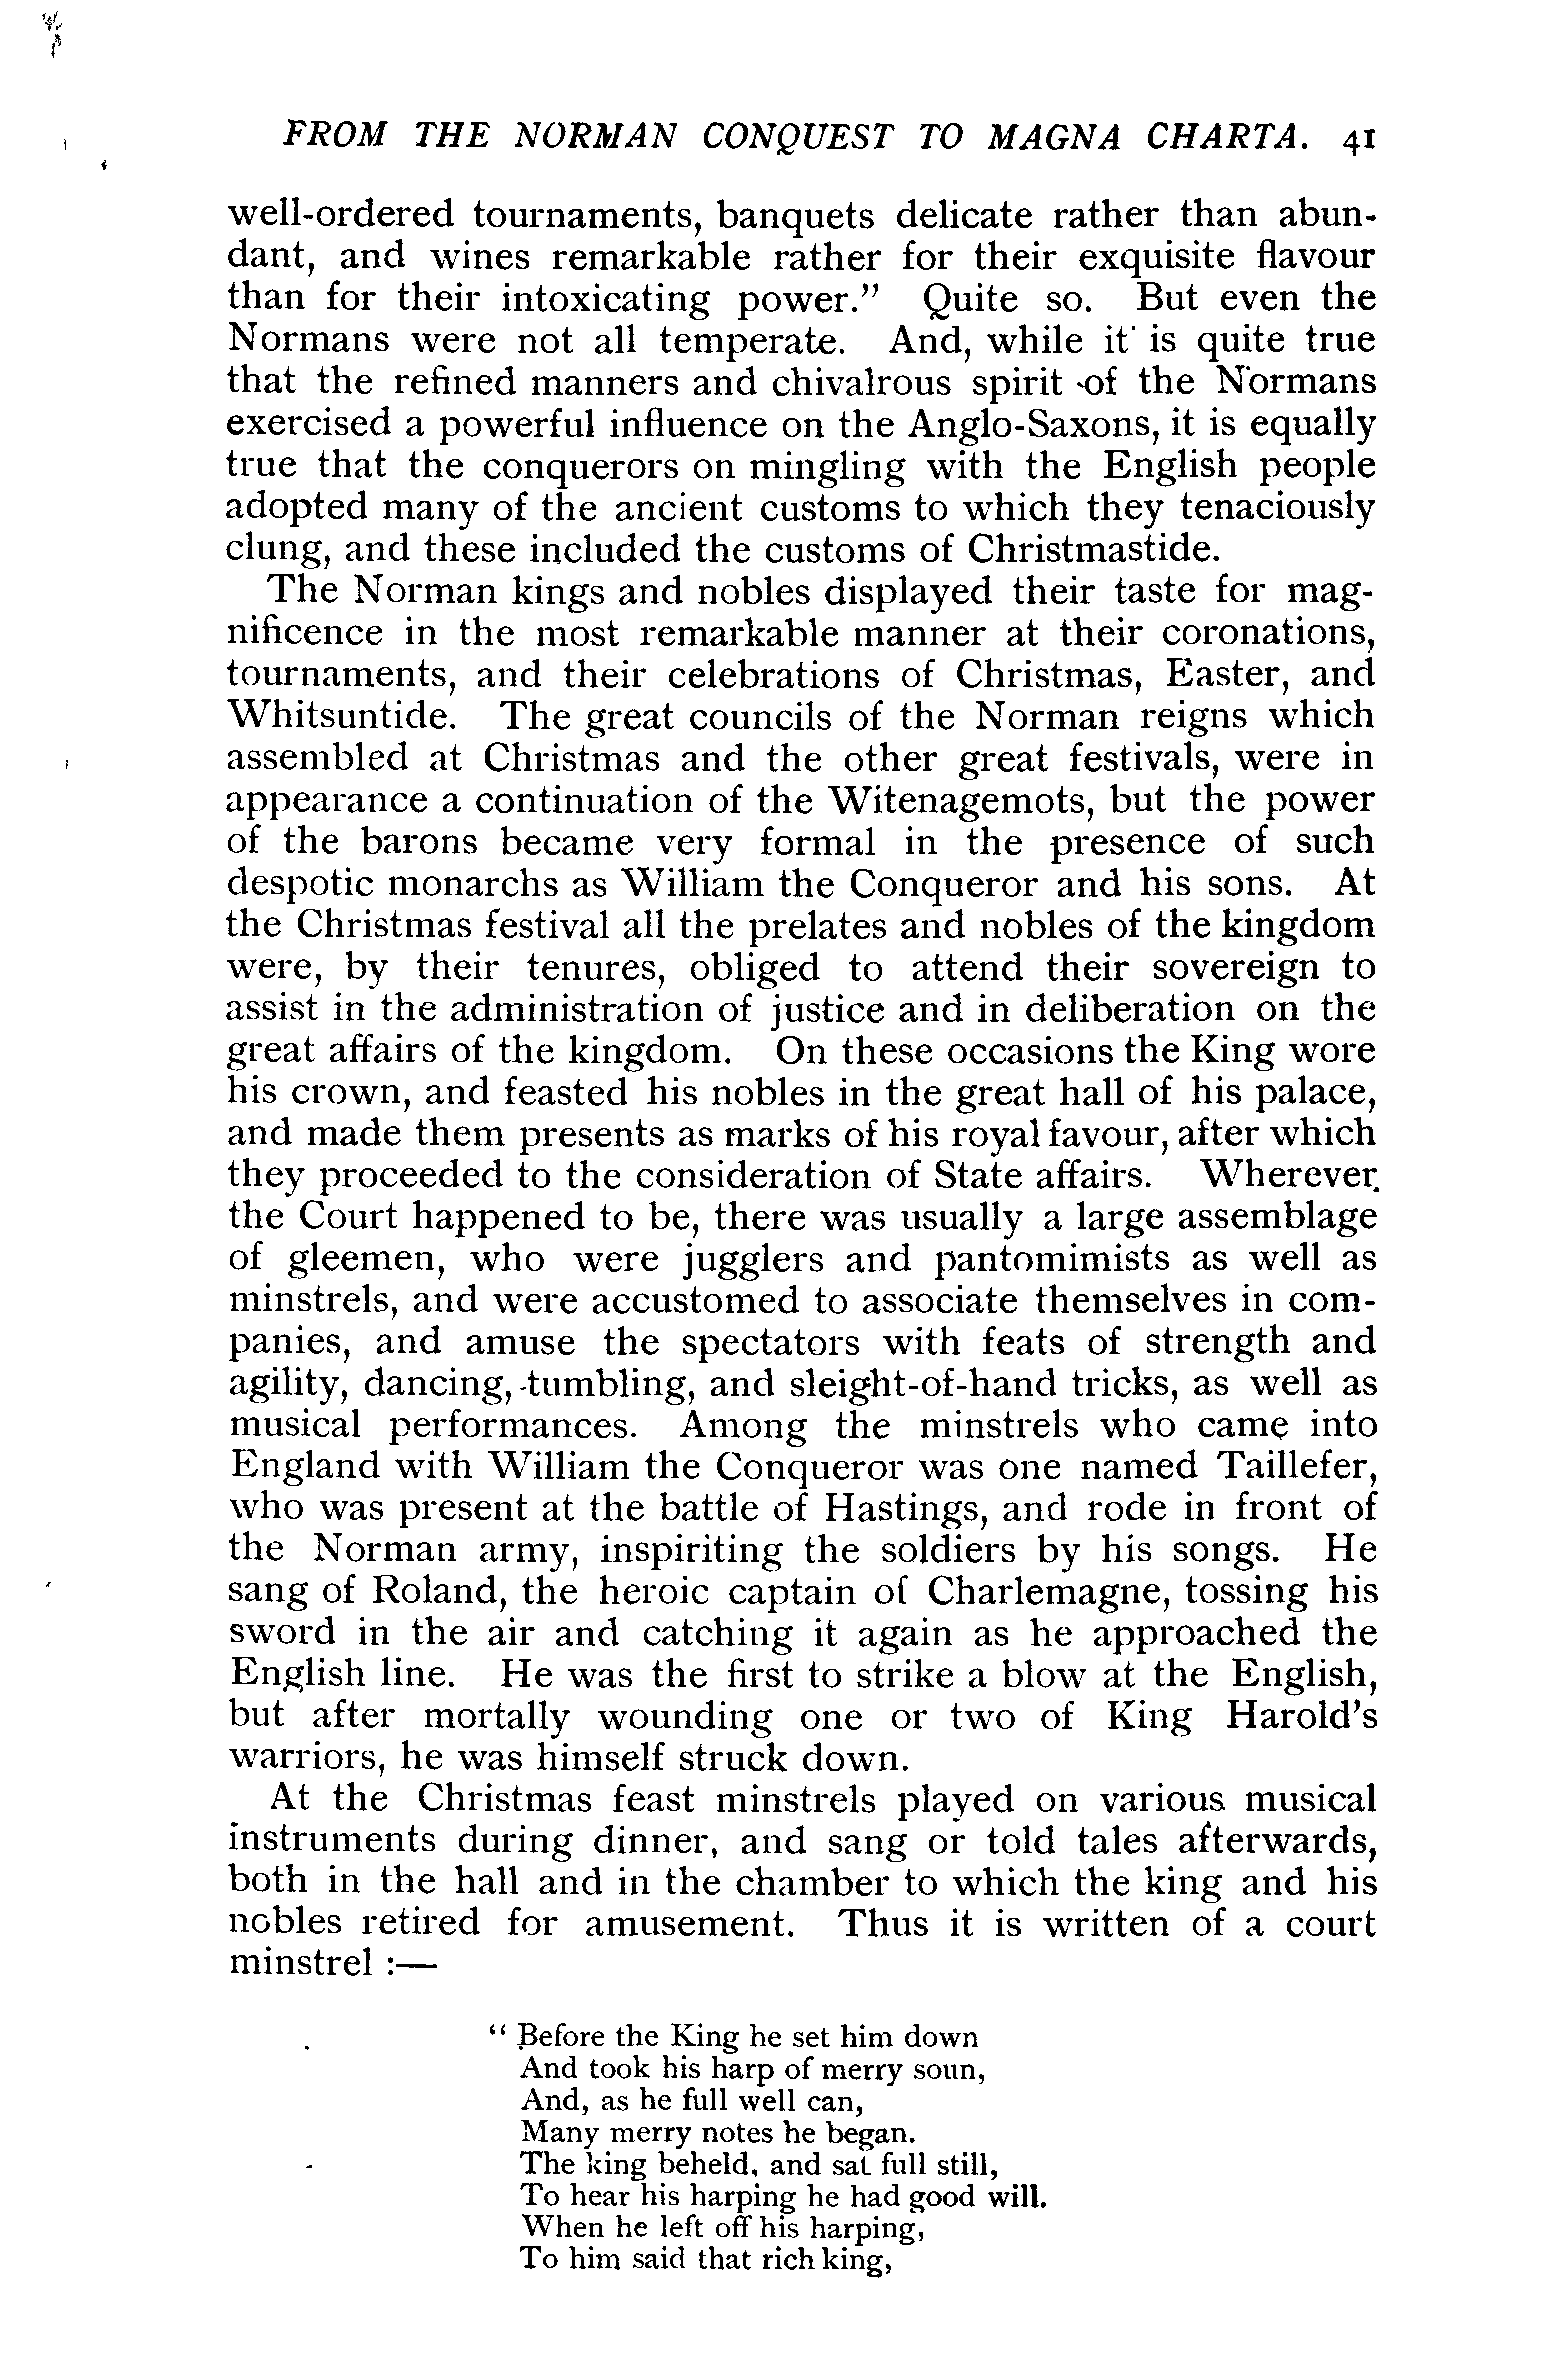 FROM THE NORMAN CONQUEST TO MAGNA CHARTA. 41
well-ordered tournaments, banquets delicate rather than abun-
dant, and wines remarkable rather for their exquisite flavour
than for their intoxicating power.” Quite so. But even the
Normans were not all temperate. And, while it is quite true
that the refined manners and chivalrous spirit of the Normans
exercised a powerful influence on the Anglo-Saxons, it is equally
true that the conquerors on mingling with the English people
adopted many of the ancient customs to which they tenaciously
clung, and these included the customs of Christmastide.
The Norman kings and nobles displayed their taste for mag-
nificence in the most remarkable manner at their coronations,
tournaments, and their celebrations of Christmas, Easter, and
Whitsuntide. The great councils of the Norman reigns which
assembled at Christmas and the other great festivals, were in
appearance a continuation of the Witenagemots, but the power
of the barons became very formal in the presence of such
despotic monarchs as William the Conqueror and his sons. At
the Christmas festival all the prelates and nobles of the kingdom
were, by their tenures, obliged to attend their sovereign to
assist in the administration of justice and in deliberation on the
great affairs of the kingdom. On these occasions the King wore
his crown, and feasted his nobles in the great hall of his palace,
and made them presents as marks of his royal favour, after which
they proceeded to the consideration of State affairs. Wherever
the Court happened to be, there was usually a large assemblage
of gleemen, who were jugglers and pantomimists as well as
minstrels, and were accustomed to associate themselves in com-
panies, and amuse the spectators with feats of strength and
agility, dancing, tumbling, and sleight-of-hand tricks, as well as
musical performances. Among the minstrels who came into
England with William the Conqueror was one named Taillefer,
who was present at the battle of Hastings, and rode in front of
the Norman army, inspiriting the soldiers by his songs. He
sang of Roland, the heroic captain of Charlemagne, tossing his
sword in the air and catching it again as he approached the
English line. He was the first to strike a blow at the English,
but after mortally wounding one or two of King Harold’s
warriors, he was himself struck down.
At the Christmas feast minstrels played on various musical
instruments during dinner, and sang or told tales afterwards,
both in the hall and in the chamber to which the king and his
nobles retired for amusement. Thus it is written of a court
minstrel :—
“ Before the King he set him down
And took his harp of merry soun,
And, as he full well can,
Many merry notes he began.
The king beheld, and sat full still,
To hear his harping he had good will.
When he left off his harping,
To him said that rich king,